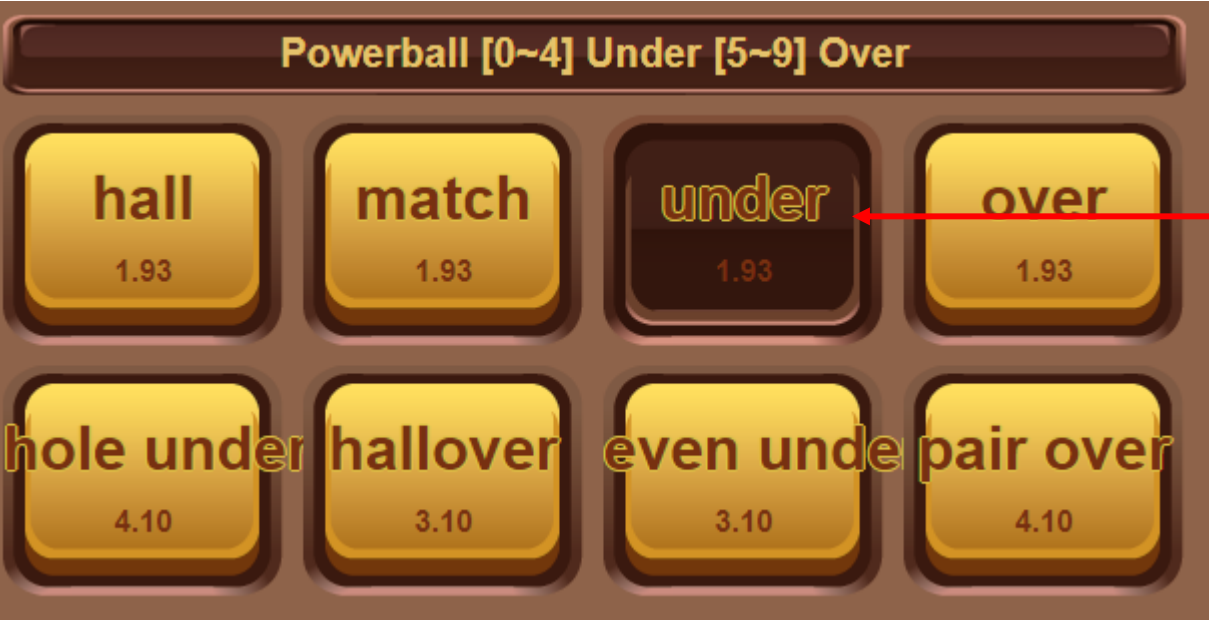 Powerball [0~4] Under [5~9] Over
hall match under over
1.93 1.93 1.93 1.93
hole under hallover even unde pair over
4.10 3.10 3.10 4.10